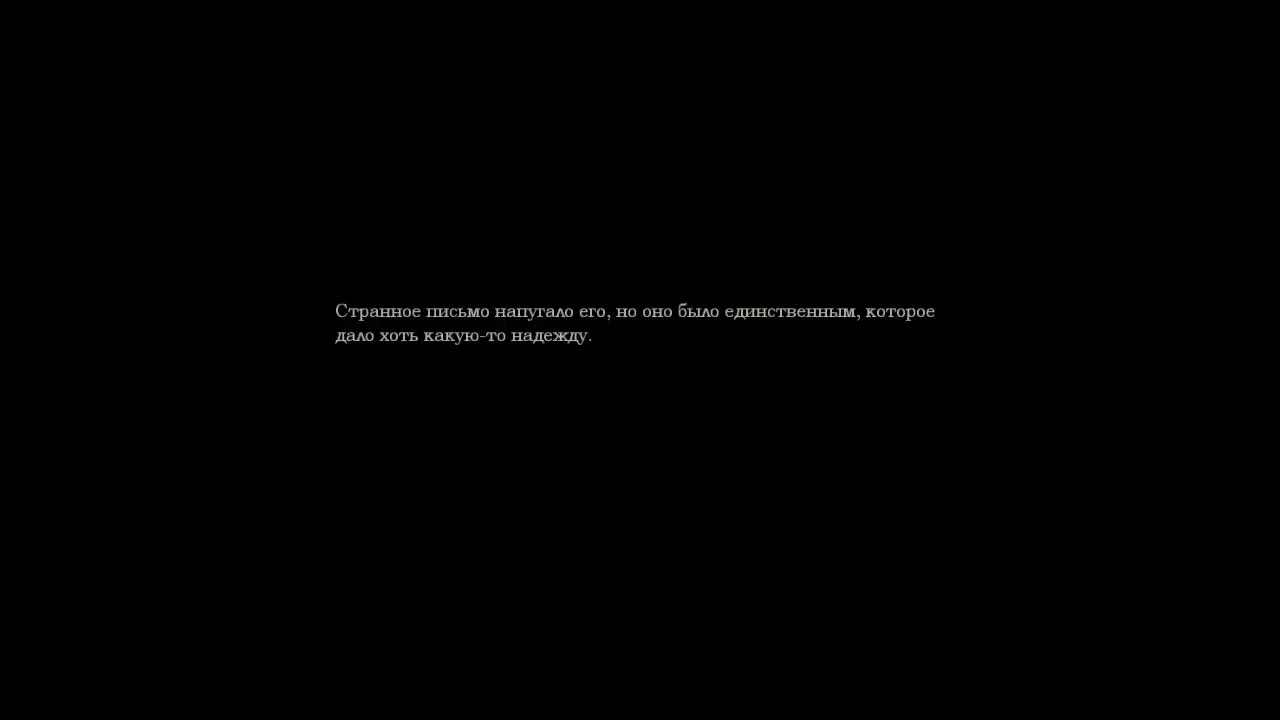 Странное письмо напугало его, но оно было единственным, которое
дало хоть какую-то надежду.